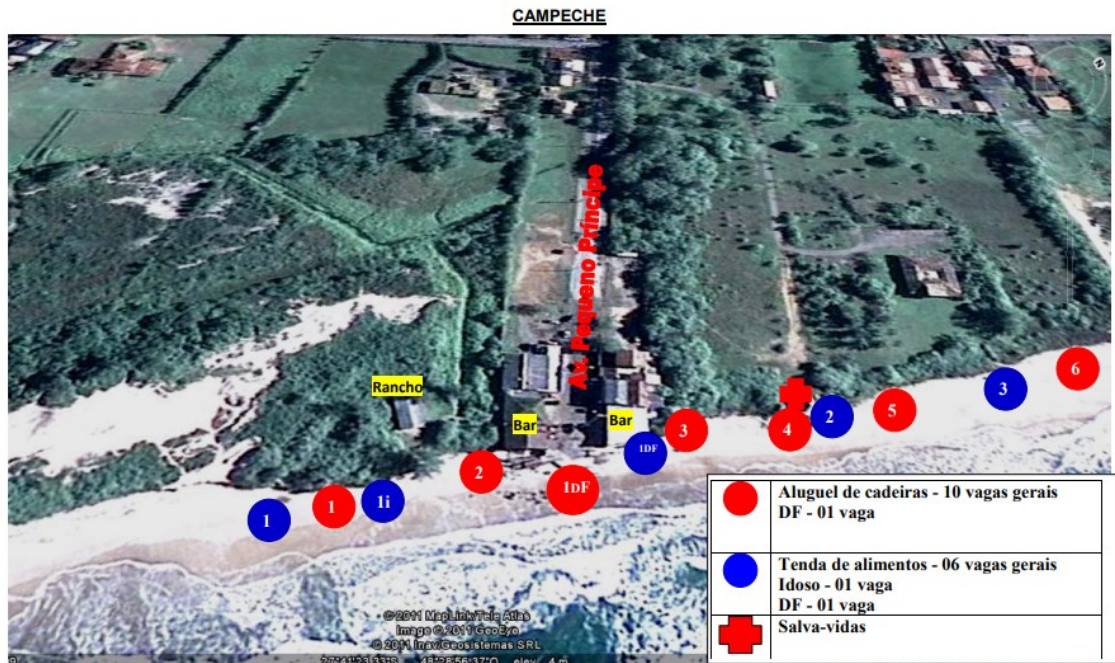 CAMPECHE
N
Av. Pequeno Príncipe
Rancho
Bar
Bar
1
1
1i
2
1DF
1DF
3
4
2
5
3
6
Aluguel de cadeiras - 10 vagas gerais
DF - 01 vaga
Tenda de alimentos - 06 vagas gerais
Idoso - 01 vaga
DF - 01 vaga
Salva-vidas
© 2011 MapLink/Tele Atlas
Image © 2011 GeoEye
© 2011 Inav/Geosistemas SRL
elev 4 m